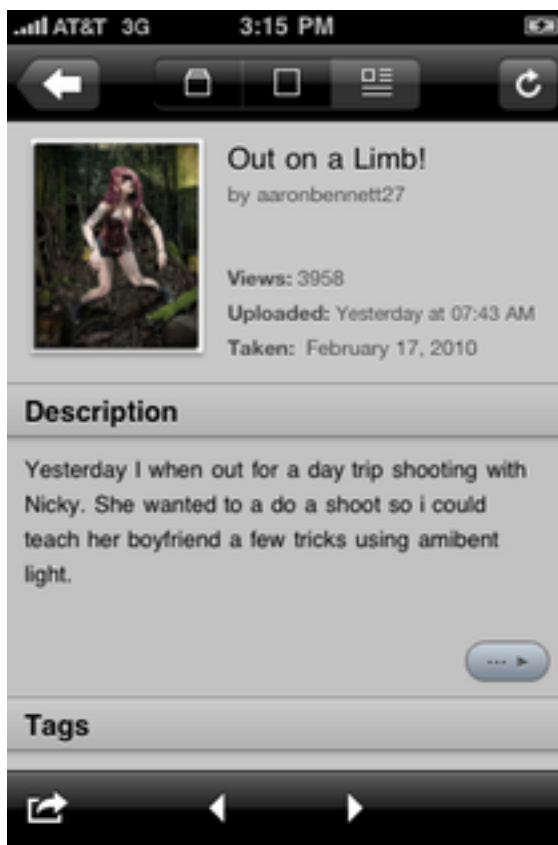 AT&T 3G 3:15 PM
Out on a Limb!
by aaronbennett27
Views: 3958
Uploaded: Yesterday at 07:43 AM
Taken: February 17, 2010
Description
Yesterday I when out for a day trip shooting with
Nicky. She wanted to a do a shoot so i could
teach her boyfriend a few tricks using amibent
light.
...
Tags